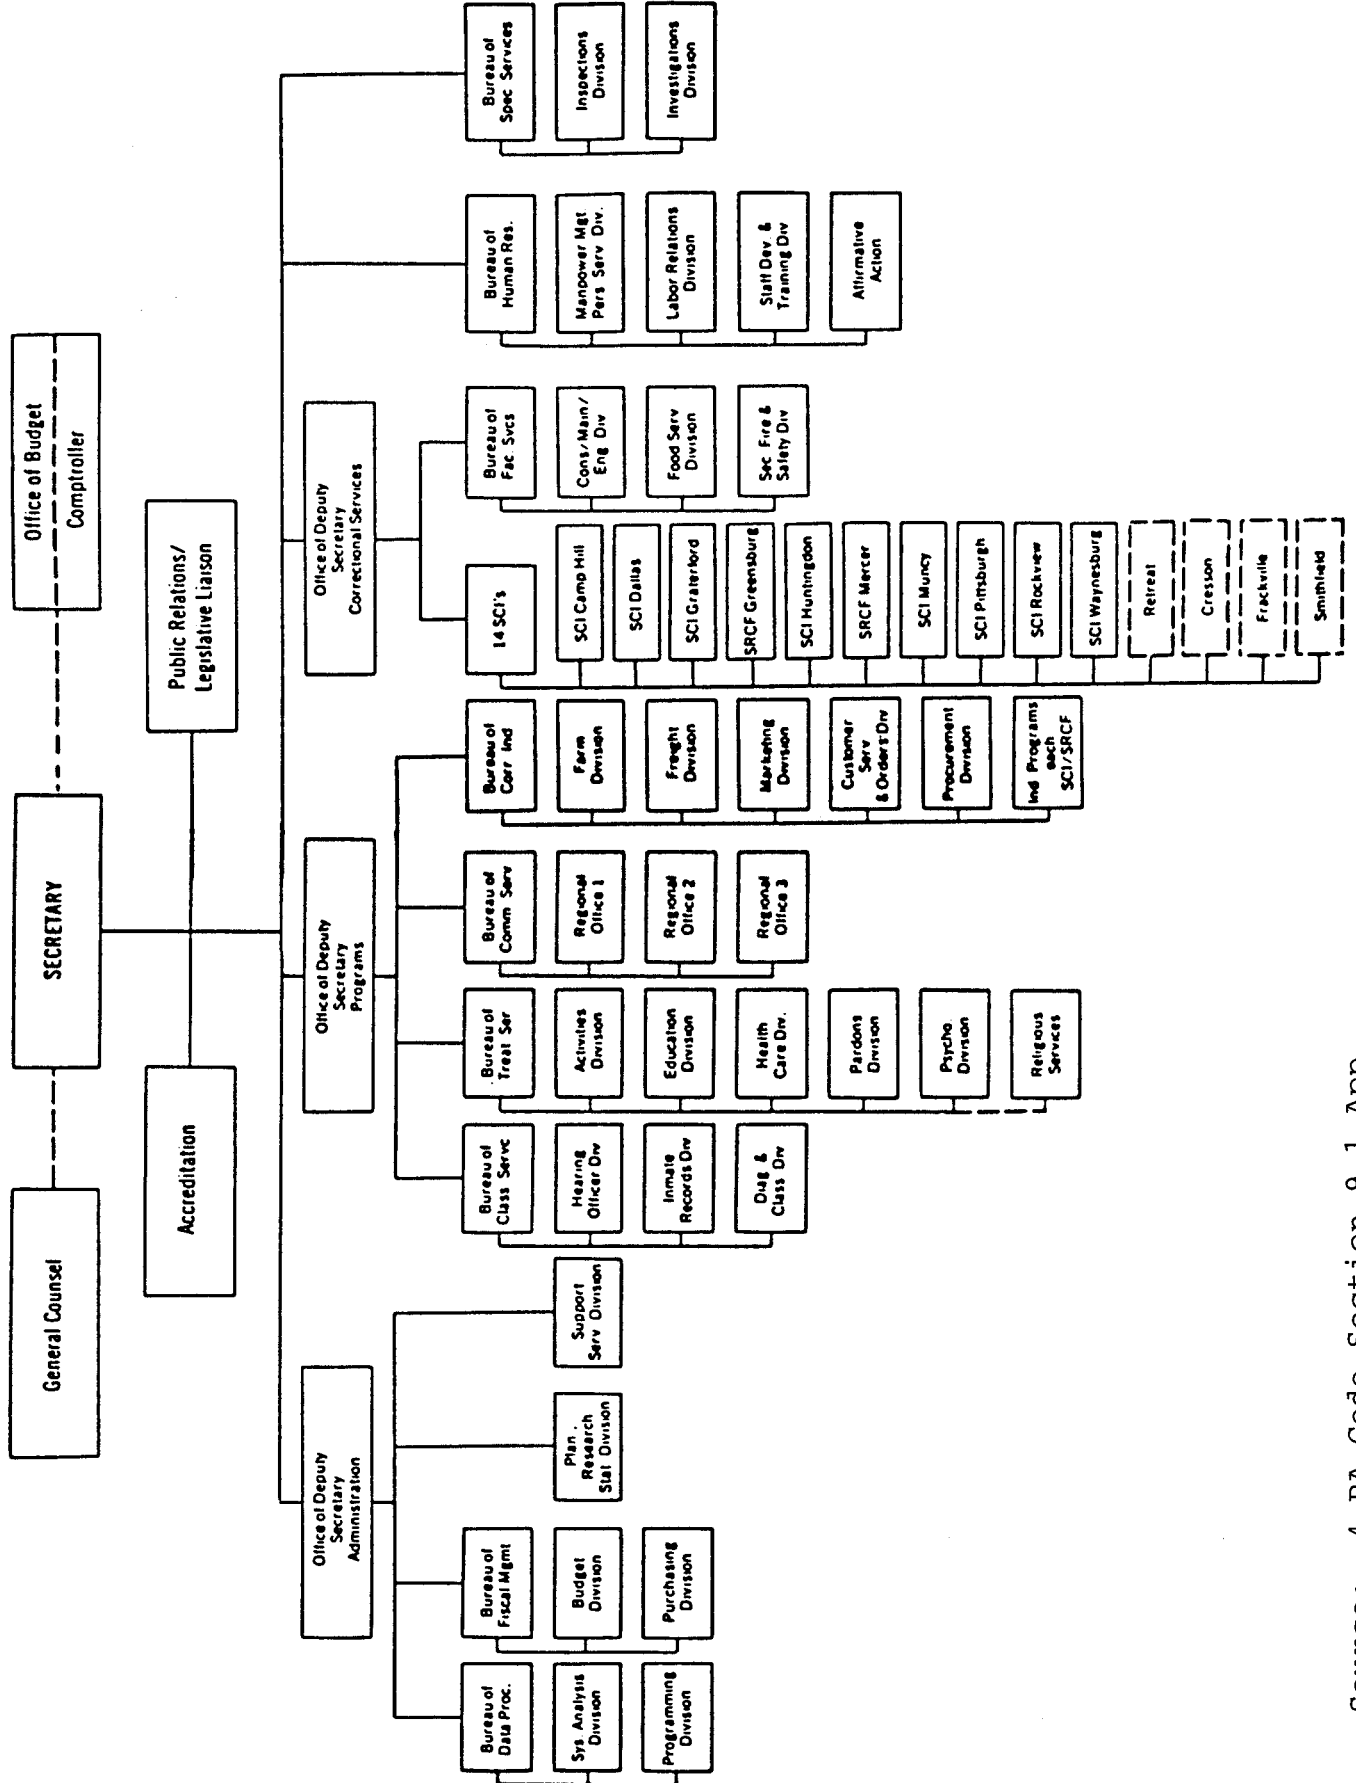 General Counsel
SECRETARY
Office of Budget
Comptroller
Accreditation
Public Relations/
Legislative Liaison
Office of Deputy
Secretary
Administration
Office of Deputy
Secretary
Programs
Office of Deputy
Secretary
Correctional Services
Bureau of
Data Proc.
Sys. Analysis
Division
Programming
Division
Bureau of
Fiscal Mgmt
Budget
Division
Purchasing
Division
Plan.
Research
Stat Division
Support
Serv Division
Bureau of
Class Servc
Hearing
Officer Div
Inmate
Records Div
Diag &
Class Div
Bureau of
Treat Ser
Activities
Division
Education
Division
Health
Care Div.
Pardons
Division
Psycho.
Division
Religious
Services
Bureau of
Comm Serv
Regional
Office 1
Regional
Office 2
Regional
Office 3
Bureau of
Corr Ind
Farm
Division
Freight
Division
Marketing
Division
Customer
Serv
& Orders Div
Procurement
Division
Ind Programs
each
SCI/SRCF
14 SCI's
SCI Camp Hill
SCI Dallas
SCI Graterford
SRCF Greensburg
SCI Huntingdon
SRCF Mercer
SCI Muncy
SCI Pittsburgh
SCI Rockview
SCI Waynesburg
Retreat
Cresson
Frackville
Smithfield
Bureau of
Fac. Svcs
Cons/Main/
Eng Div
Food Serv
Division
Sec Fire &
Safety Div
Bureau of
Human Res.
Manpower Mgt
Pers Serv Div.
Labor Relations
Division
Staff Dev &
Training Div
Affirmative
Action
Bureau of
Spec Services
Inspections
Division
Investigations
Division
Source: 4 PA Code Section 9.1 App.